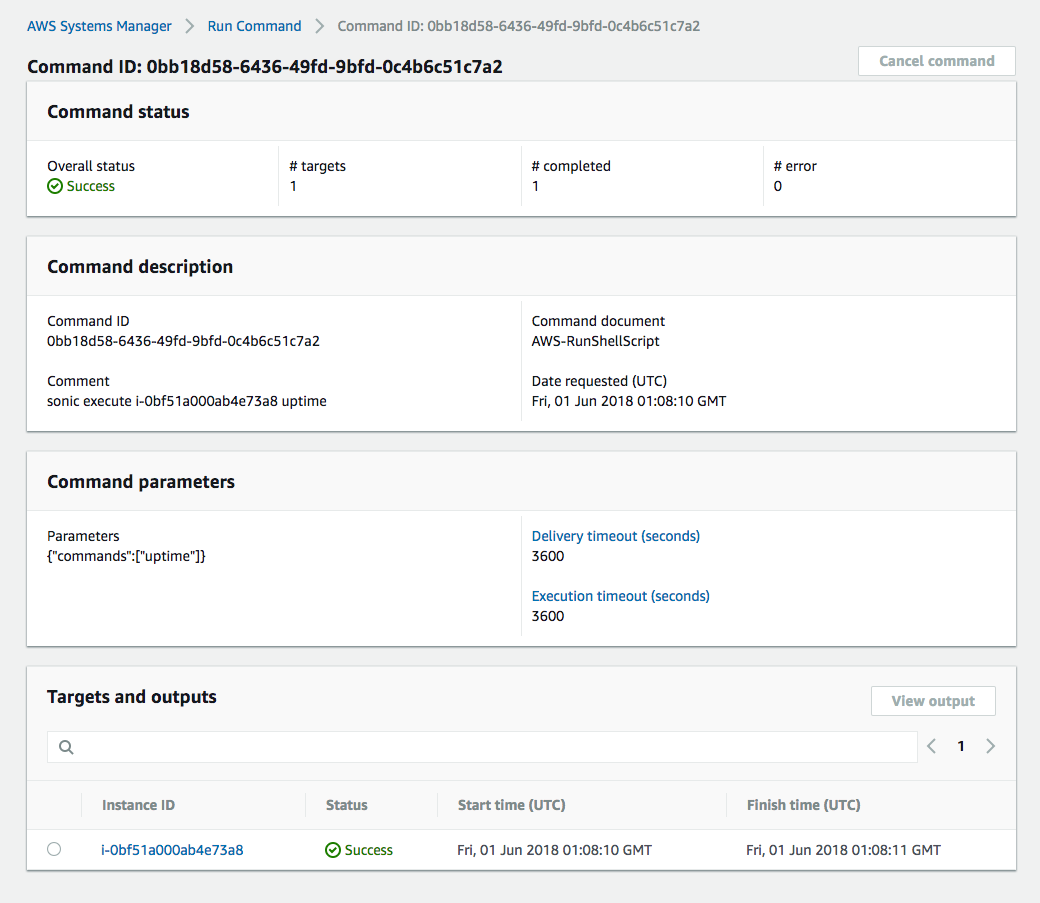 AWS Systems Manager > Run Command > Command ID: 0bb18d58-6436-49fd-9bfd-0c4b6c51c7a2
Command ID: 0bb18d58-6436-49fd-9bfd-0c4b6c51c7a2
Cancel command
Command status
Overall status
Success
# targets
1
# completed
1
# error
0
Command description
Command ID
0bb18d58-6436-49fd-9bfd-0c4b6c51c7a2
Command document
AWS-RunShellScript
Comment
sonic execute i-0bf51a000ab4e73a8 uptime
Date requested (UTC)
Fri, 01 Jun 2018 01:08:10 GMT
Command parameters
Parameters
{"commands":["uptime"]}
Delivery timeout (seconds)
3600
Execution timeout (seconds)
3600
Targets and outputs
View output
1
Instance ID Status Start time (UTC) Finish time (UTC)
i-0bf51a000ab4e73a8 Success Fri, 01 Jun 2018 01:08:10 GMT Fri, 01 Jun 2018 01:08:11 GMT